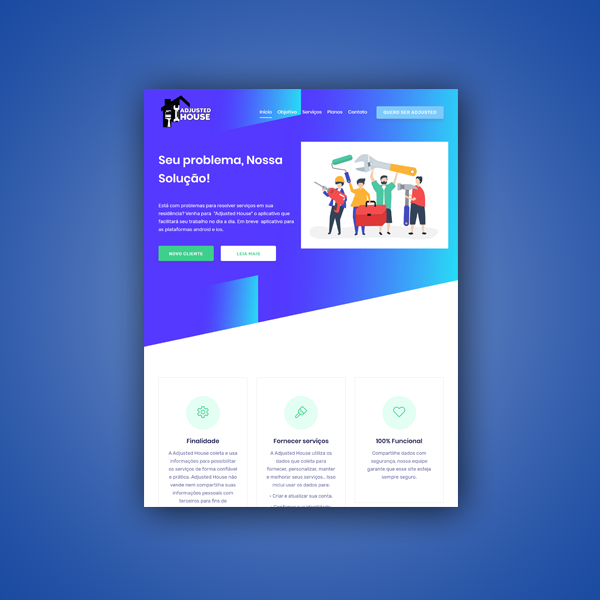 ADJUSTED
HOUSE
Início Objetivo Serviços Planos Contato QUERO SER ADJUSTED
Seu problema, Nossa
Solução!
Está com problemas para resolver serviços em sua
residência? Venha para "Adjusted House" o aplicativo que
facilitará seu trabalho no dia a dia. Em breve aplicativo para
as plataformas android e ios.
NOVO CLIENTE LEIA MAIS
Finalidade
A Adjusted House coleta e usa
informações para possibilitar
os serviços de forma confiável
e prática. Adjusted House não
vende nem compartilha suas
informações pessoais com
terceiros para fins de
Fornecer serviços
A Adjusted House utiliza os
dados que coleta para
fornecer, personalizar, manter
e melhorar seus serviços.. Isso
inclui usar os dados para:
• Criar e atualizar sua conta.
100% Funcional
Compartilhe dados com
segurança, nossa equipe
garante que esse site esteja
sempre seguro.